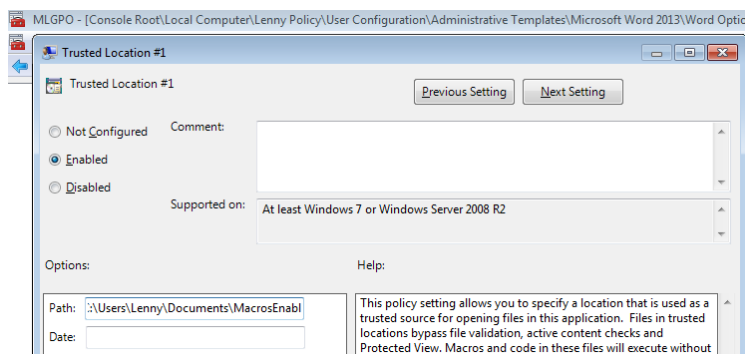 MLGPO - [Console Root\Local Computer\Lenny Policy\User Configuration\Administrative Templates\Microsoft Word 2013\Word Optio
Trusted Location #1
Trusted Location #1
Previous Setting
Next Setting
Not Configured
Comment:
Enabled
Disabled
Supported on:
At least Windows 7 or Windows Server 2008 R2
Options:
Help:
Path:
:\Users\Lenny\Documents\MacrosEnabl
Date:
This policy setting allows you to specify a location that is used as a
trusted source for opening files in this application. Files in trusted
locations bypass file validation, active content checks and
Protected View. Macros and code in these files will execute without